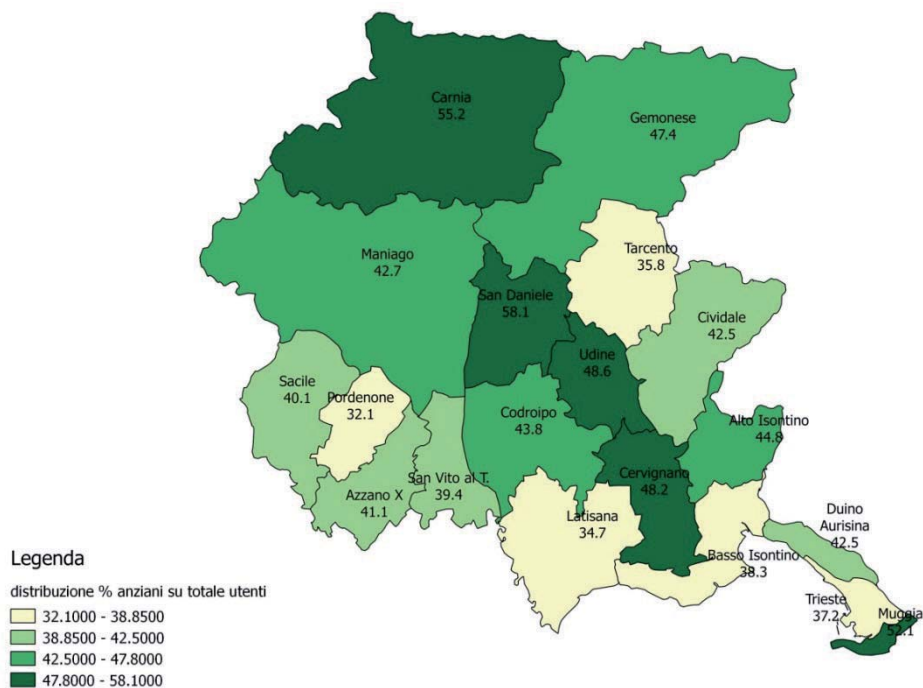 Carnia
55.2
Gemonese
47.4
Tarcento
35.8
Maniago
42.7
San Daniele
58.1
Cividale
42.5
Udine
48.6
Sacile
40.1
Pordenone
32.1
Codroipo
43.8
Alto Isontino
44.8
San Vito al T.
39.4
Azzano X
41.1
Cervignano
48.2
Latisana
34.7
Duino
Aurisina
42.5
Basso Isontino
38.3
Trieste
37.2
Muggia
52.1
Legenda
distribuzione % anziani su totale utenti
32.1000 - 38.8500
38.8500 - 42.5000
42.5000 - 47.8000
47.8000 - 58.1000